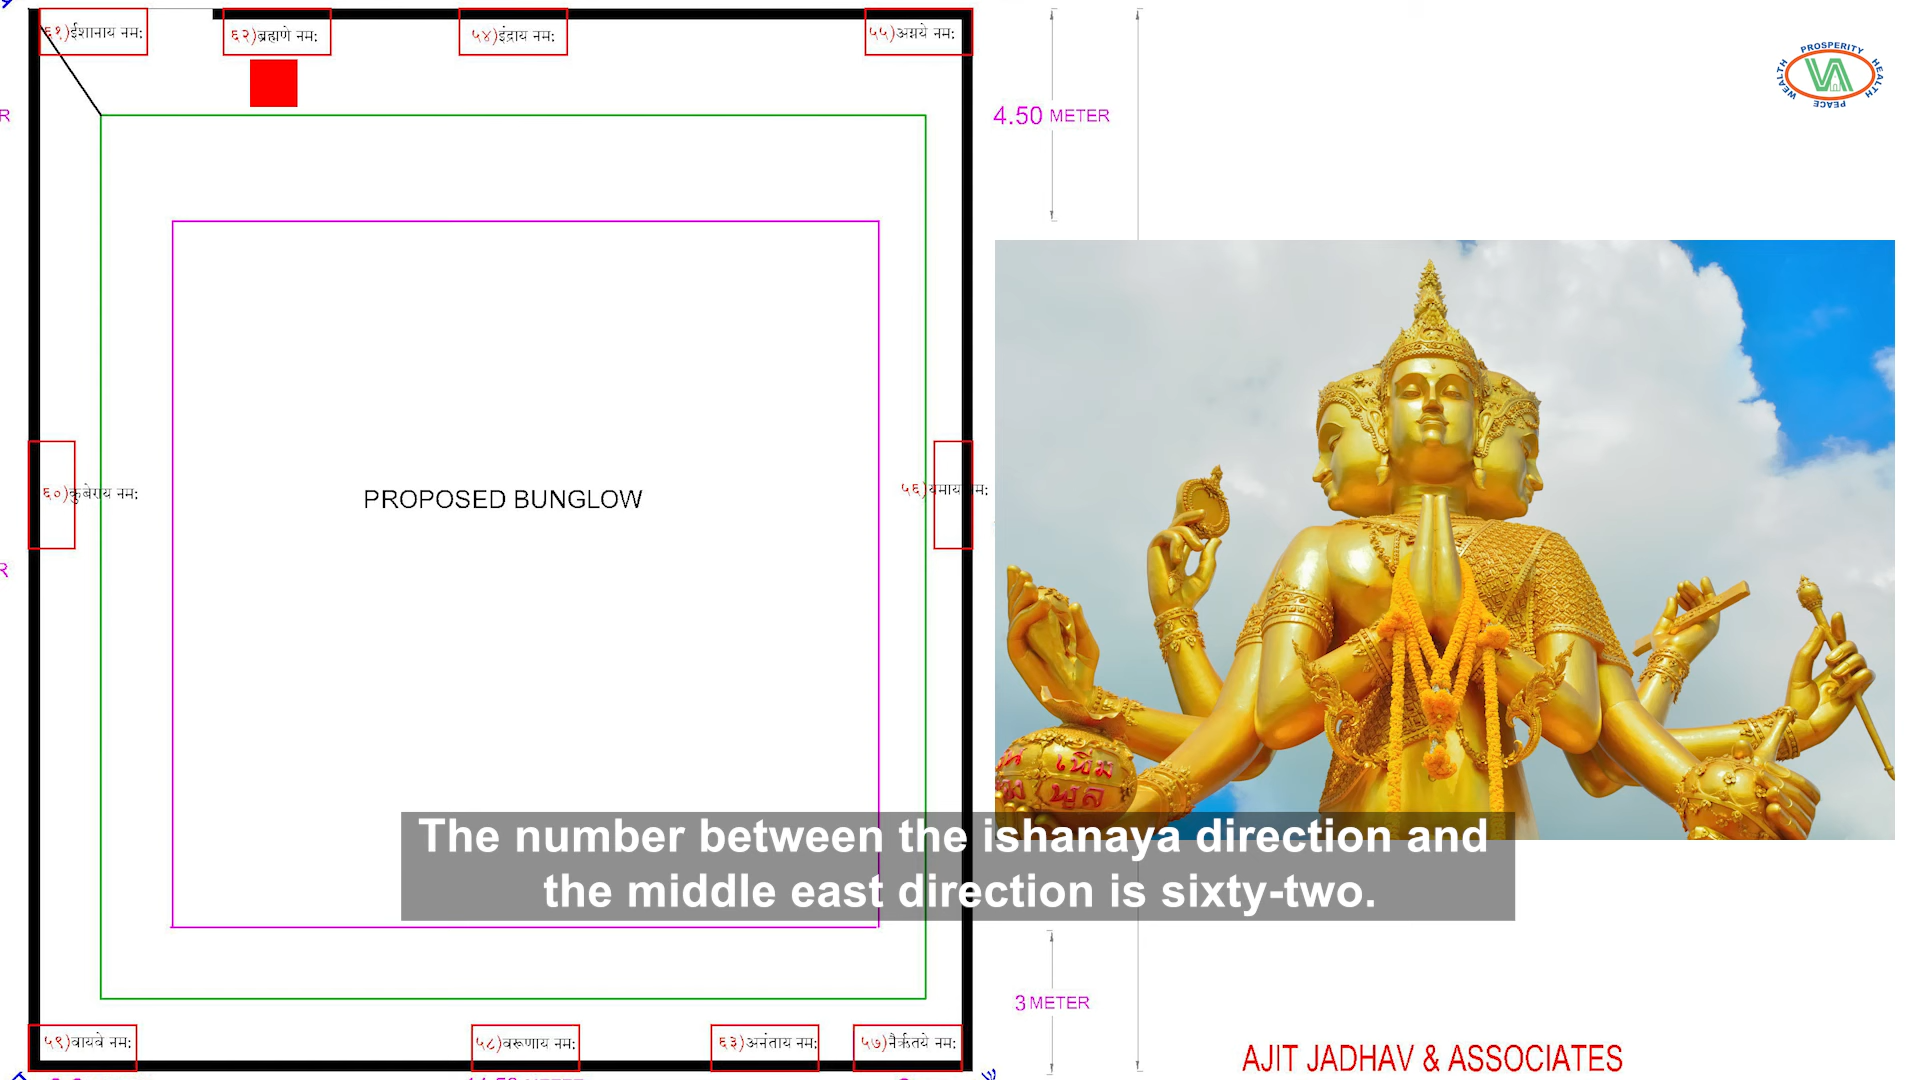 ६१)ईशानाय नम:
६२)ब्रह्मणे नम:
५४)इंद्राय नम:
५५)अग्नये नम:
PROSPERITY
WEALTH
HEALTH
PEACE
4.50 METER
६०)कुबेराय नम:
PROPOSED BUNGLOW
५६)यमाय नम:
The number between the ishanaya direction and
the middle east direction is sixty-two.
3 METER
५९)वायवे नम:
५८)वरूणाय नम:
६३)अनंताय नम:
५७)नैर्ऋतये नम:
AJIT JADHAV & ASSOCIATES